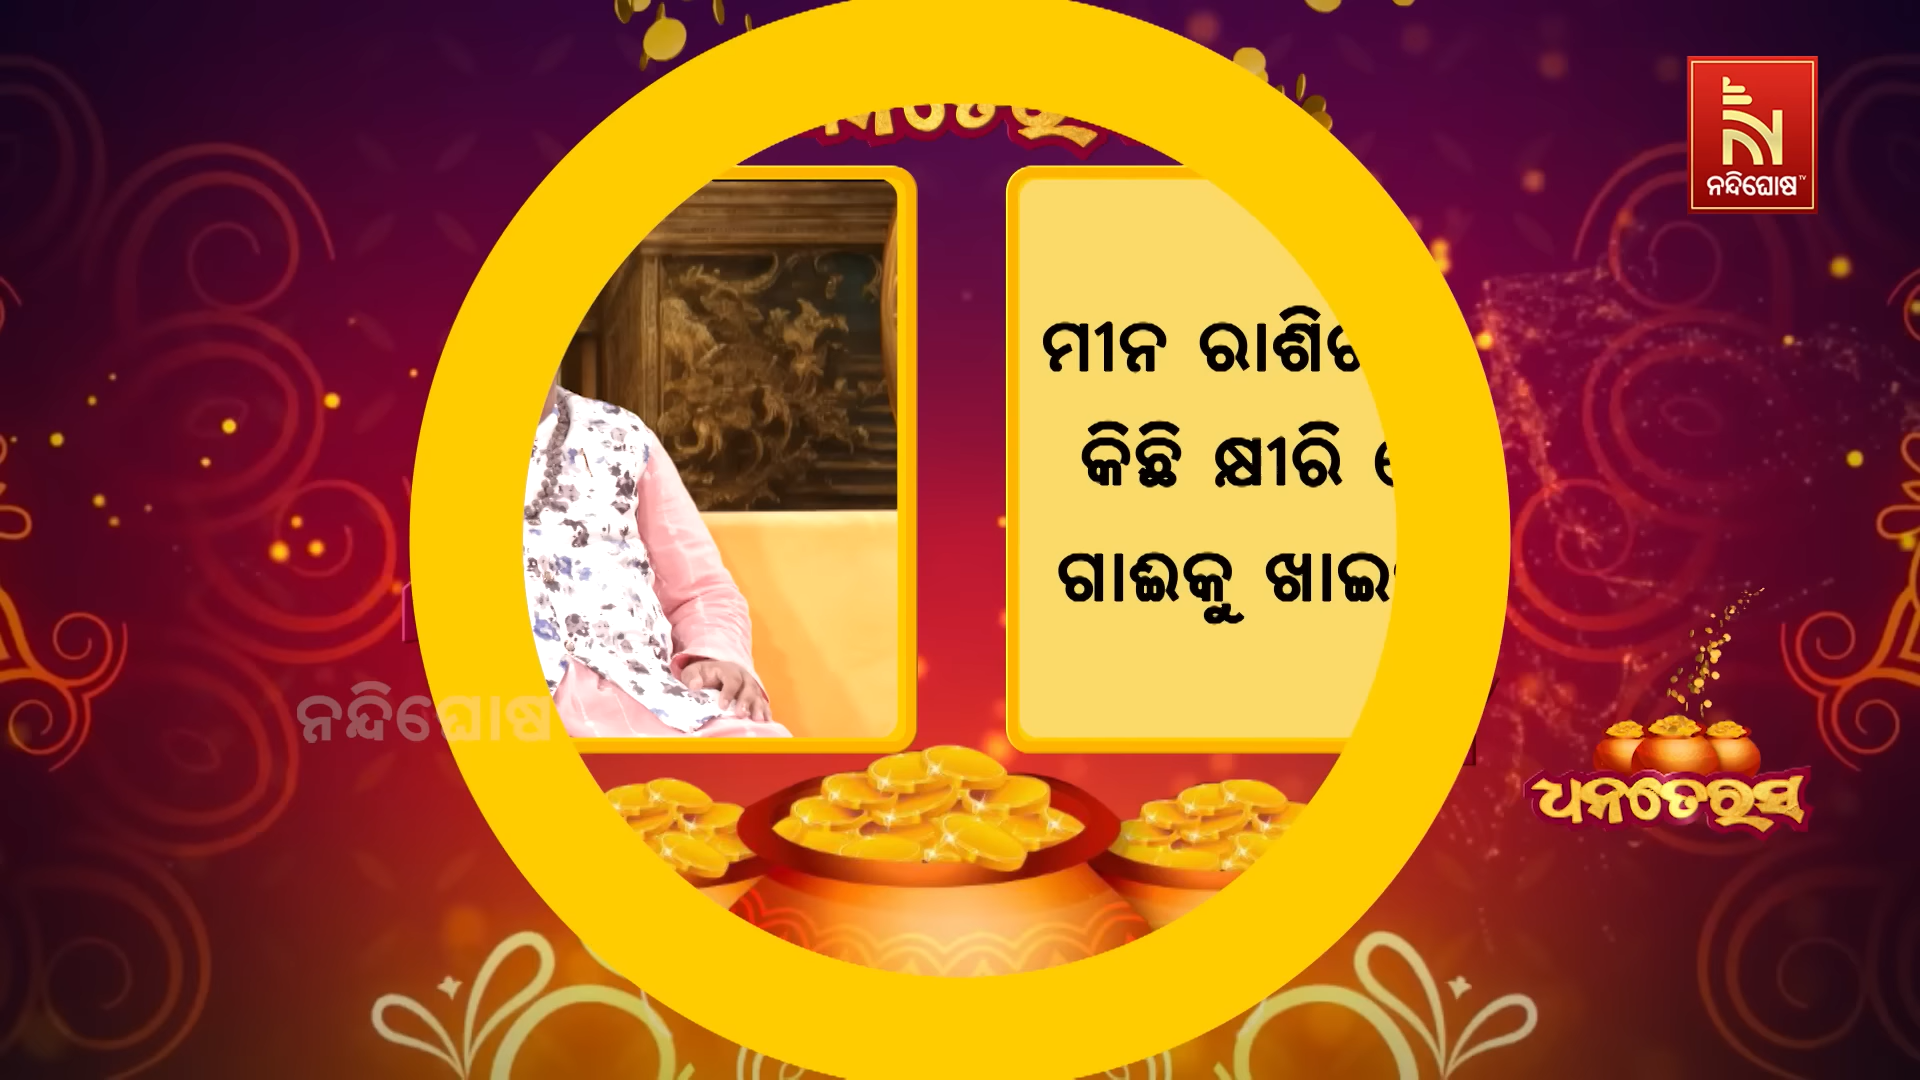 ନନ୍ଦିଘୋଷ
ମୀନ ରାଶିର
କିଛି କ୍ଷୀରି
ଗାଈକୁ ଖାଇ
ନନ୍ଦିଘୋଷ
ଧନତେରସ